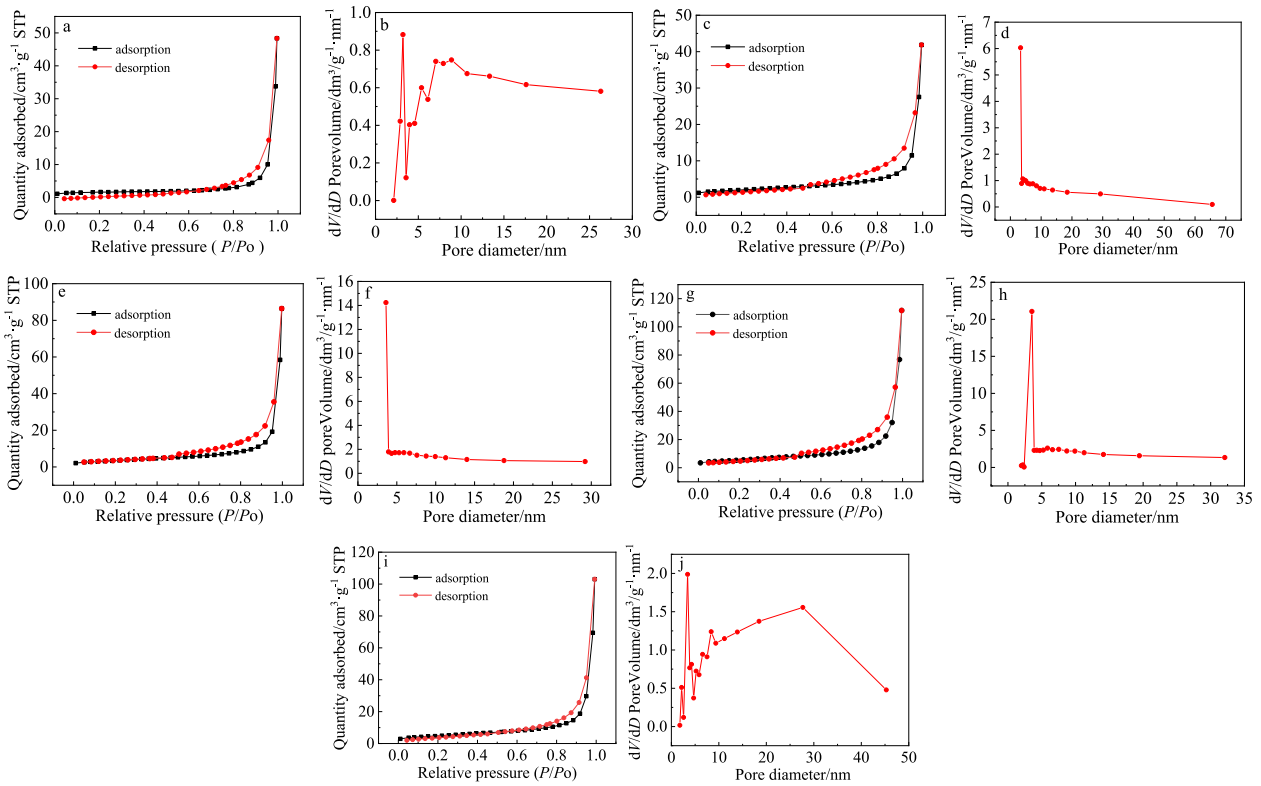 a
Quantity adsorbed/cm³·g⁻¹ STP
50
40
30
20
10
0
adsorption
desorption
0.0 0.2 0.4 0.6 0.8 1.0
Relative pressure ( P/Po )
b
dV/dD Porevolume/dm³/g⁻¹·nm⁻¹
1.0
0.8
0.6
0.4
0.2
0.0
0 5 10 15 20 25 30
Pore diameter/nm
c
Quantity adsorbed/cm³·g⁻¹ STP
50
40
30
20
10
0
adsorption
desorption
0.0 0.2 0.4 0.6 0.8 1.0
Relative pressure (P/Po)
d
dV/dD PoreVolume/dm³/g⁻¹·nm⁻¹
7
6
5
4
3
2
1
0
0 10 20 30 40 50 60 70
Pore diameter/nm
e
Quantity adsorbed/cm³·g⁻¹ STP
100
80
60
40
20
0
adsorption
desorption
0.0 0.2 0.4 0.6 0.8 1.0
Relative pressure (P/Po)
f
dV/dD poreVolume/dm³/g⁻¹·nm⁻¹
16
14
12
10
8
6
4
2
0
0 5 10 15 20 25 30
Pore diameter/nm
g
Quantity adsorbed/cm³·g⁻¹ STP
120
100
80
60
40
20
0
adsorption
desorption
0.0 0.2 0.4 0.6 0.8 1.0
Relative pressure (P/Po)
h
dV/dD PoreVolume/dm³/g⁻¹·nm⁻¹
25
20
15
10
5
0
0 5 10 15 20 25 30 35
Pore diameter/nm
i
Quantity adsorbed/cm³·g⁻¹ STP
120
100
80
60
40
20
0
adsorption
desorption
0.0 0.2 0.4 0.6 0.8 1.0
Relative pressure (P/Po)
j
dV/dD PoreVolume/dm³/g⁻¹·nm⁻¹
2.0
1.5
1.0
0.5
0.0
0 10 20 30 40 50
Pore diameter/nm